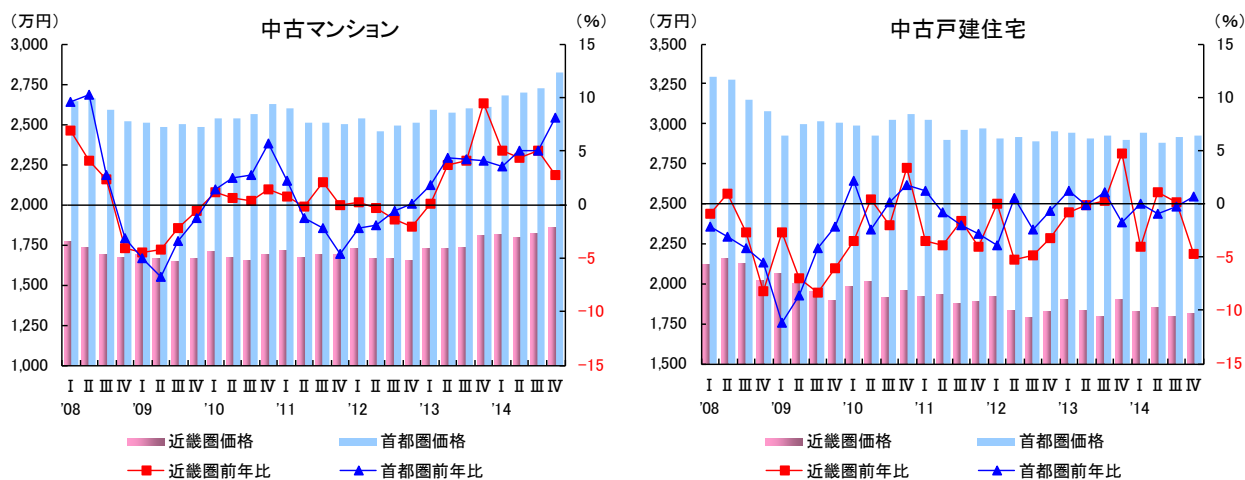 中古マンション
（万円）
（％）
3,000
2,750
2,500
2,250
2,000
1,750
1,500
1,250
1,000
15
10
5
0
−5
−10
−15
Ⅰ Ⅱ Ⅲ Ⅳ Ⅰ Ⅱ Ⅲ Ⅳ Ⅰ Ⅱ Ⅲ Ⅳ Ⅰ Ⅱ Ⅲ Ⅳ Ⅰ Ⅱ Ⅲ Ⅳ Ⅰ Ⅱ Ⅲ Ⅳ Ⅰ Ⅱ Ⅲ Ⅳ
'08 '09 '10 '11 '12 '13 '14
近畿圏価格 首都圏価格
近畿圏前年比 首都圏前年比
中古戸建住宅
（万円）
（％）
3,500
3,250
3,000
2,750
2,500
2,250
2,000
1,750
1,500
15
10
5
0
−5
−10
−15
Ⅰ Ⅱ Ⅲ Ⅳ Ⅰ Ⅱ Ⅲ Ⅳ Ⅰ Ⅱ Ⅲ Ⅳ Ⅰ Ⅱ Ⅲ Ⅳ Ⅰ Ⅱ Ⅲ Ⅳ Ⅰ Ⅱ Ⅲ Ⅳ Ⅰ Ⅱ Ⅲ Ⅳ
'08 '09 '10 '11 '12 '13 '14
近畿圏価格 首都圏価格
近畿圏前年比 首都圏前年比